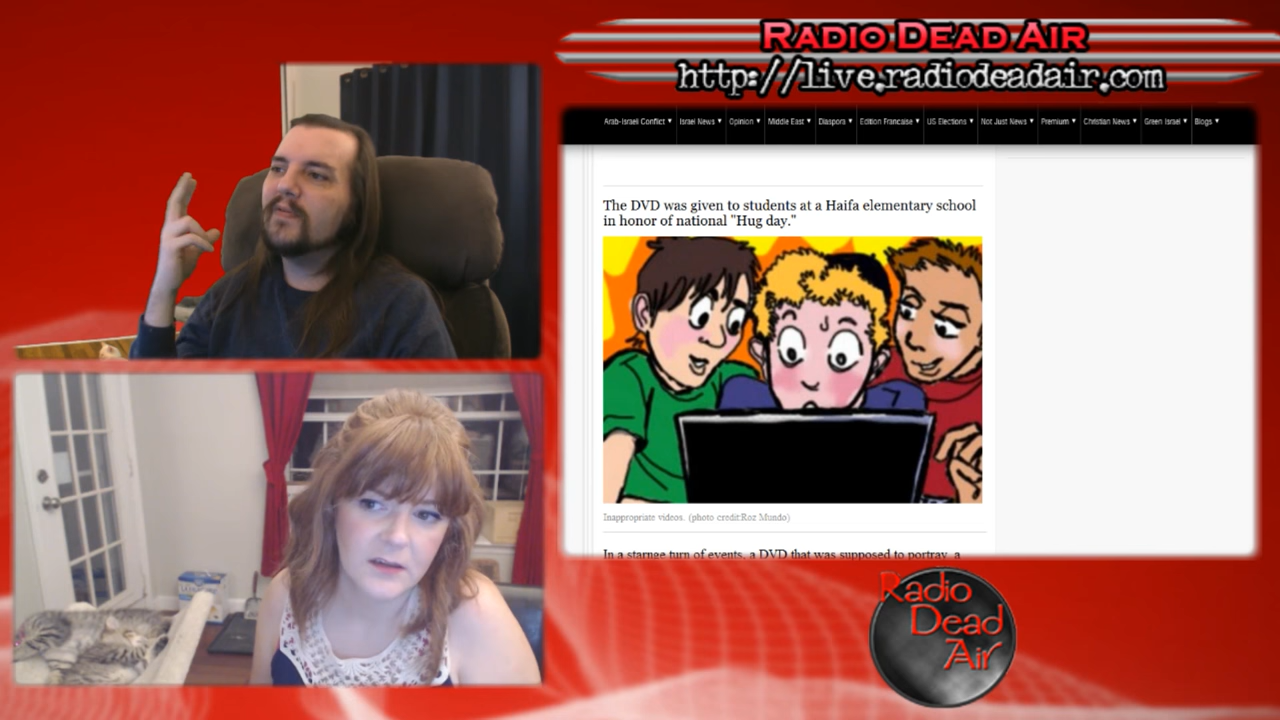 RADIO DEAD AIR
http://live.radiodeadair.com
Arab-Israeli Conflict ▾ Israel News ▾ Opinion ▾ Middle East ▾ Diaspora ▾ Edition Francaise ▾ US Elections ▾ Not Just News ▾ Premium ▾ Christian News ▾ Green Israel ▾ Blogs ▾
The DVD was given to students at a Haifa elementary school
in honor of national "Hug day."
Inappropriate videos. (photo credit:Roz Mundo)
In a starnge turn of events, a DVD that was supposed to portray a
Radio
Dead
Air